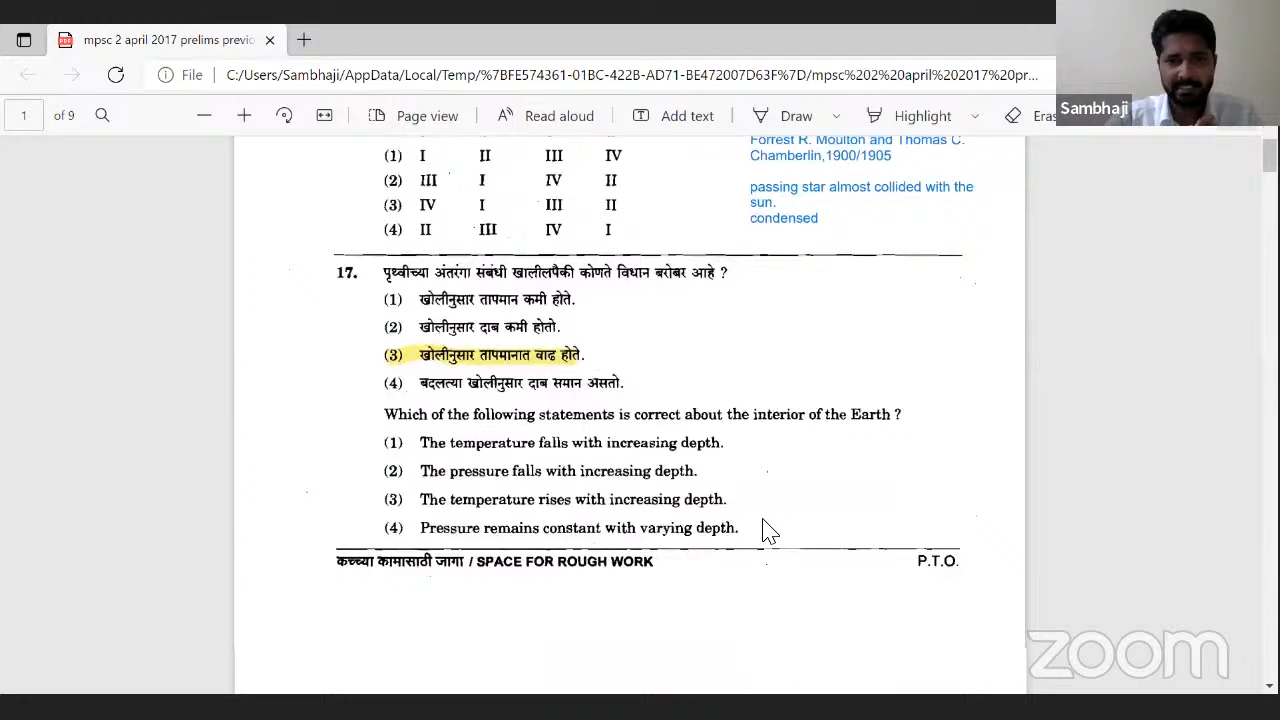 mpsc 2 april 2017 prelims previo
File C:/Users/Sambhaji/AppData/Local/Temp/%7BFE574361-01BC-422B-AD71-BE472007D63F%7D/mpsc%202%20april%202017%20pr...
1 of 9 Page view Read aloud Add text Draw Highlight Eras
Sambhaji
Forrest R. Moulton and Thomas C.
Chamberlin,1900/1905
passing star almost collided with the
sun.
condensed
(1) I II III IV
(2) III I IV II
(3) IV I III II
(4) II III IV I
17. पृथ्वीच्या अंतरंगा संबंधी खालीलपैकी कोणते विधान बरोबर आहे ?
(1) खोलीनुसार तापमान कमी होते.
(2) खोलीनुसार दाब कमी होतो.
(3) खोलीनुसार तापमानात वाढ होते.
(4) बदलत्या खोलीनुसार दाब समान असतो.
Which of the following statements is correct about the interior of the Earth ?
(1) The temperature falls with increasing depth.
(2) The pressure falls with increasing depth.
(3) The temperature rises with increasing depth.
(4) Pressure remains constant with varying depth.
कच्च्या कामासाठी जागा / SPACE FOR ROUGH WORK P.T.O.
zoom